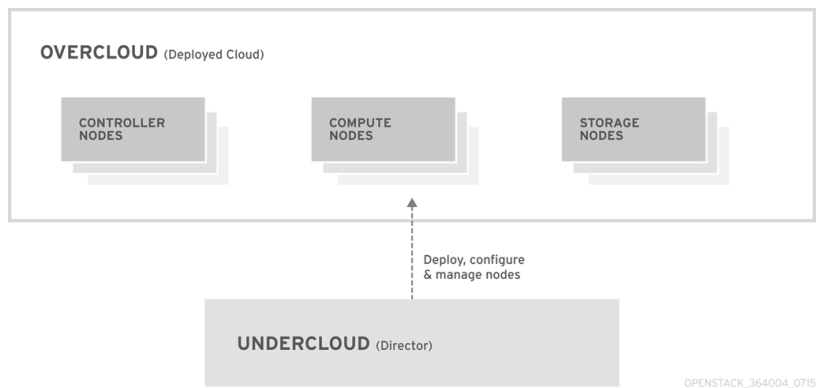 OVERCLOUD (Deployed Cloud)
CONTROLLER
NODES
COMPUTE
NODES
STORAGE
NODES
Deploy, configure
& manage nodes
UNDERCLOUD (Director)
OPENSTACK_364004_0715